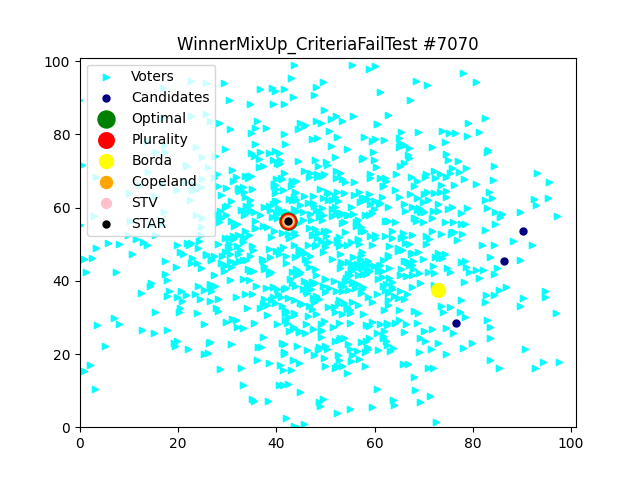 WinnerMixUp_CriteriaFailTest #7070
100
80
60
40
20
0
Voters
Candidates
Optimal
Plurality
Borda
Copeland
STV
STAR
0 20 40 60 80 100